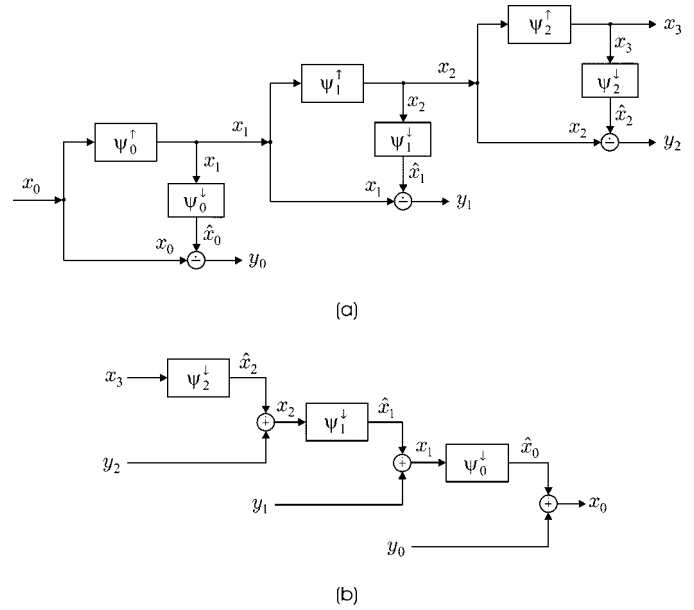 ψ₂↑
x₃
x₃
ψ₁↑
x₂
ψ₂↓
x₂
x̂₂
ψ₀↑
x₁
ψ₁↓
x₂
÷
y₂
x₁
x̂₁
x₀
ψ₀↓
x₁
÷
y₁
x̂₀
x₀
÷
y₀
(a)
x₃
ψ₂↓
x̂₂
x₂
ψ₁↓
x̂₁
+
y₂
x₁
ψ₀↓
x̂₀
+
y₁
+
x₀
y₀
(b)